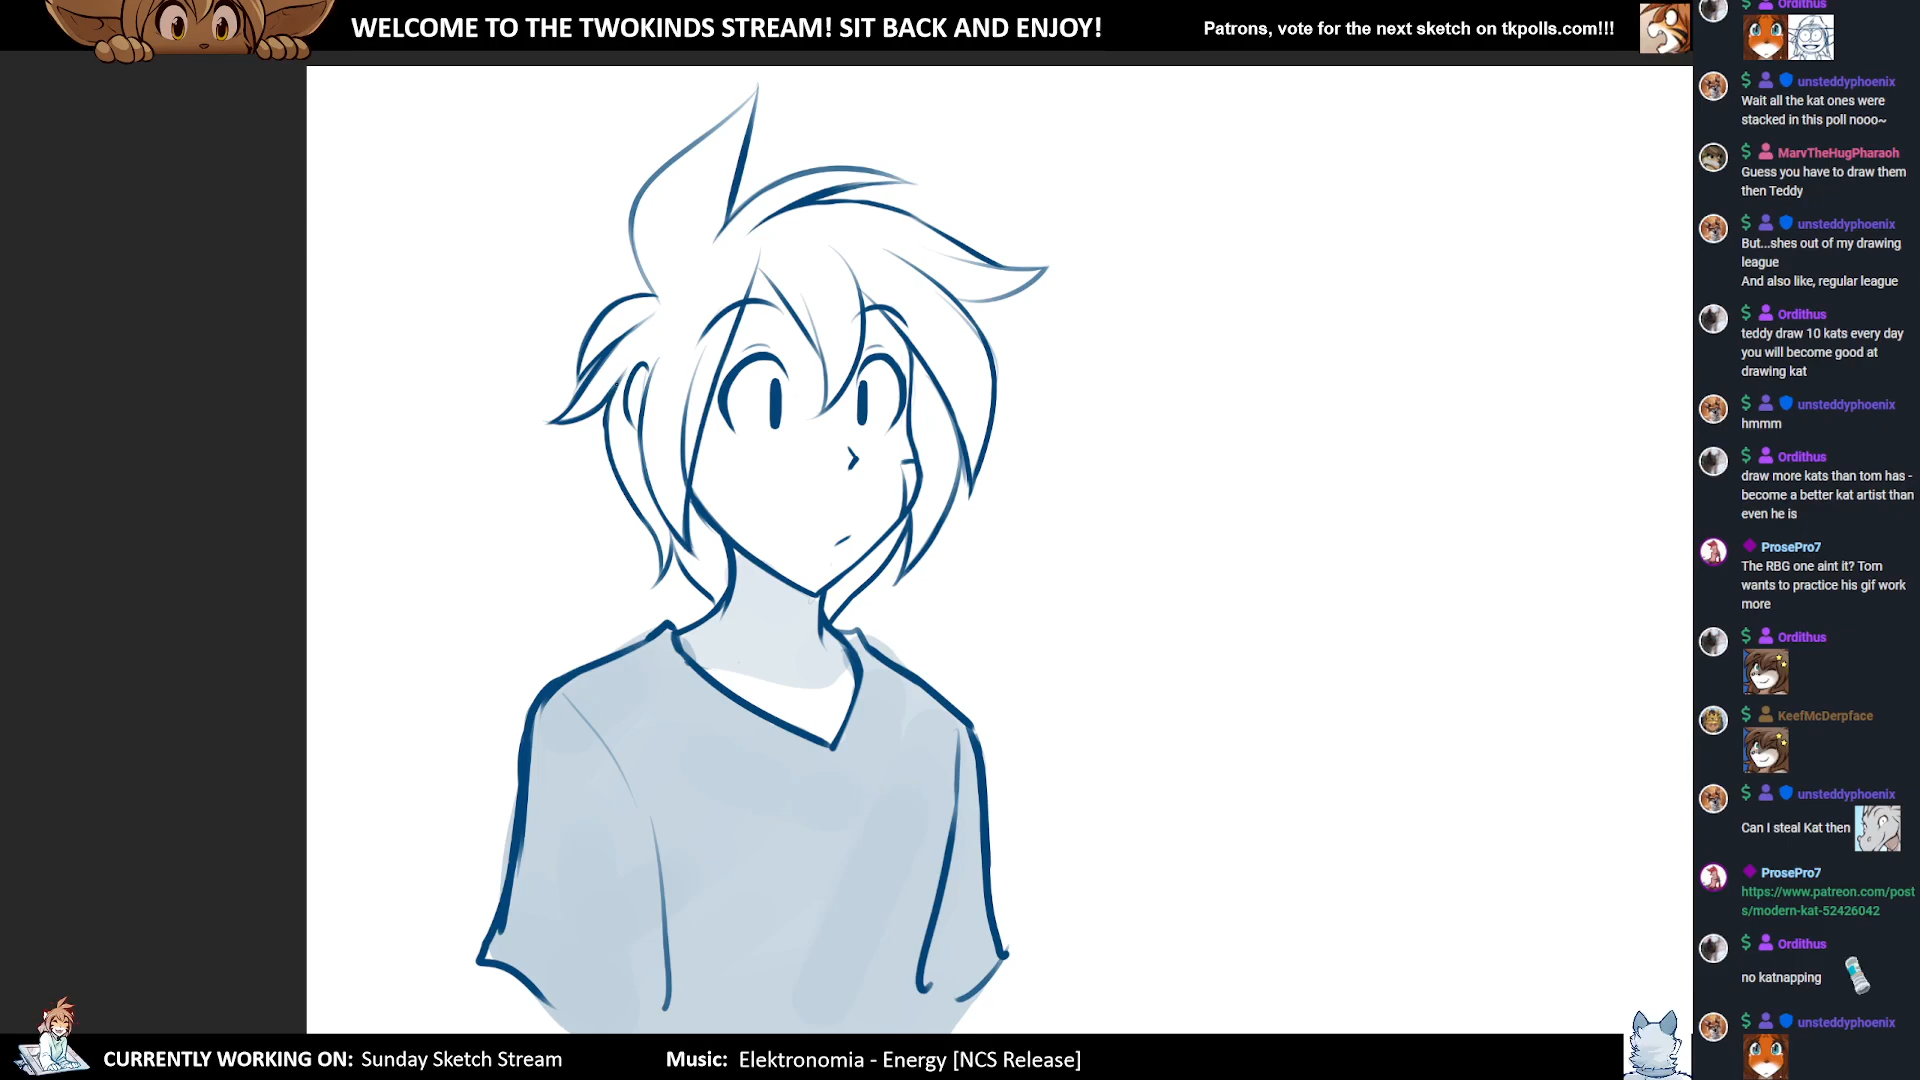 WELCOME TO THE TWOKINDS STREAM! SIT BACK AND ENJOY!
Patrons, vote for the next sketch on tkpolls.com!!!
Ordithus
unsteddyphoenix
Wait all the kat ones were
stacked in this poll nooo~
MarvTheHugPharaoh
Guess you have to draw them
then Teddy
unsteddyphoenix
But...shes out of my drawing
league
And also like, regular league
Ordithus
teddy draw 10 kats every day
you will become good at
drawing kat
unsteddyphoenix
hmmm
Ordithus
draw more kats than tom has -
become a better kat artist than
even he is
ProsePro7
The RBG one aint it? Tom
wants to practice his gif work
more
Ordithus
KeefMcDerpface
unsteddyphoenix
Can I steal Kat then
ProsePro7
https://www.patreon.com/post
s/modern-kat-52426042
Ordithus
no katnapping
unsteddyphoenix
CURRENTLY WORKING ON: Sunday Sketch Stream
Music: Elektronomia - Energy [NCS Release]